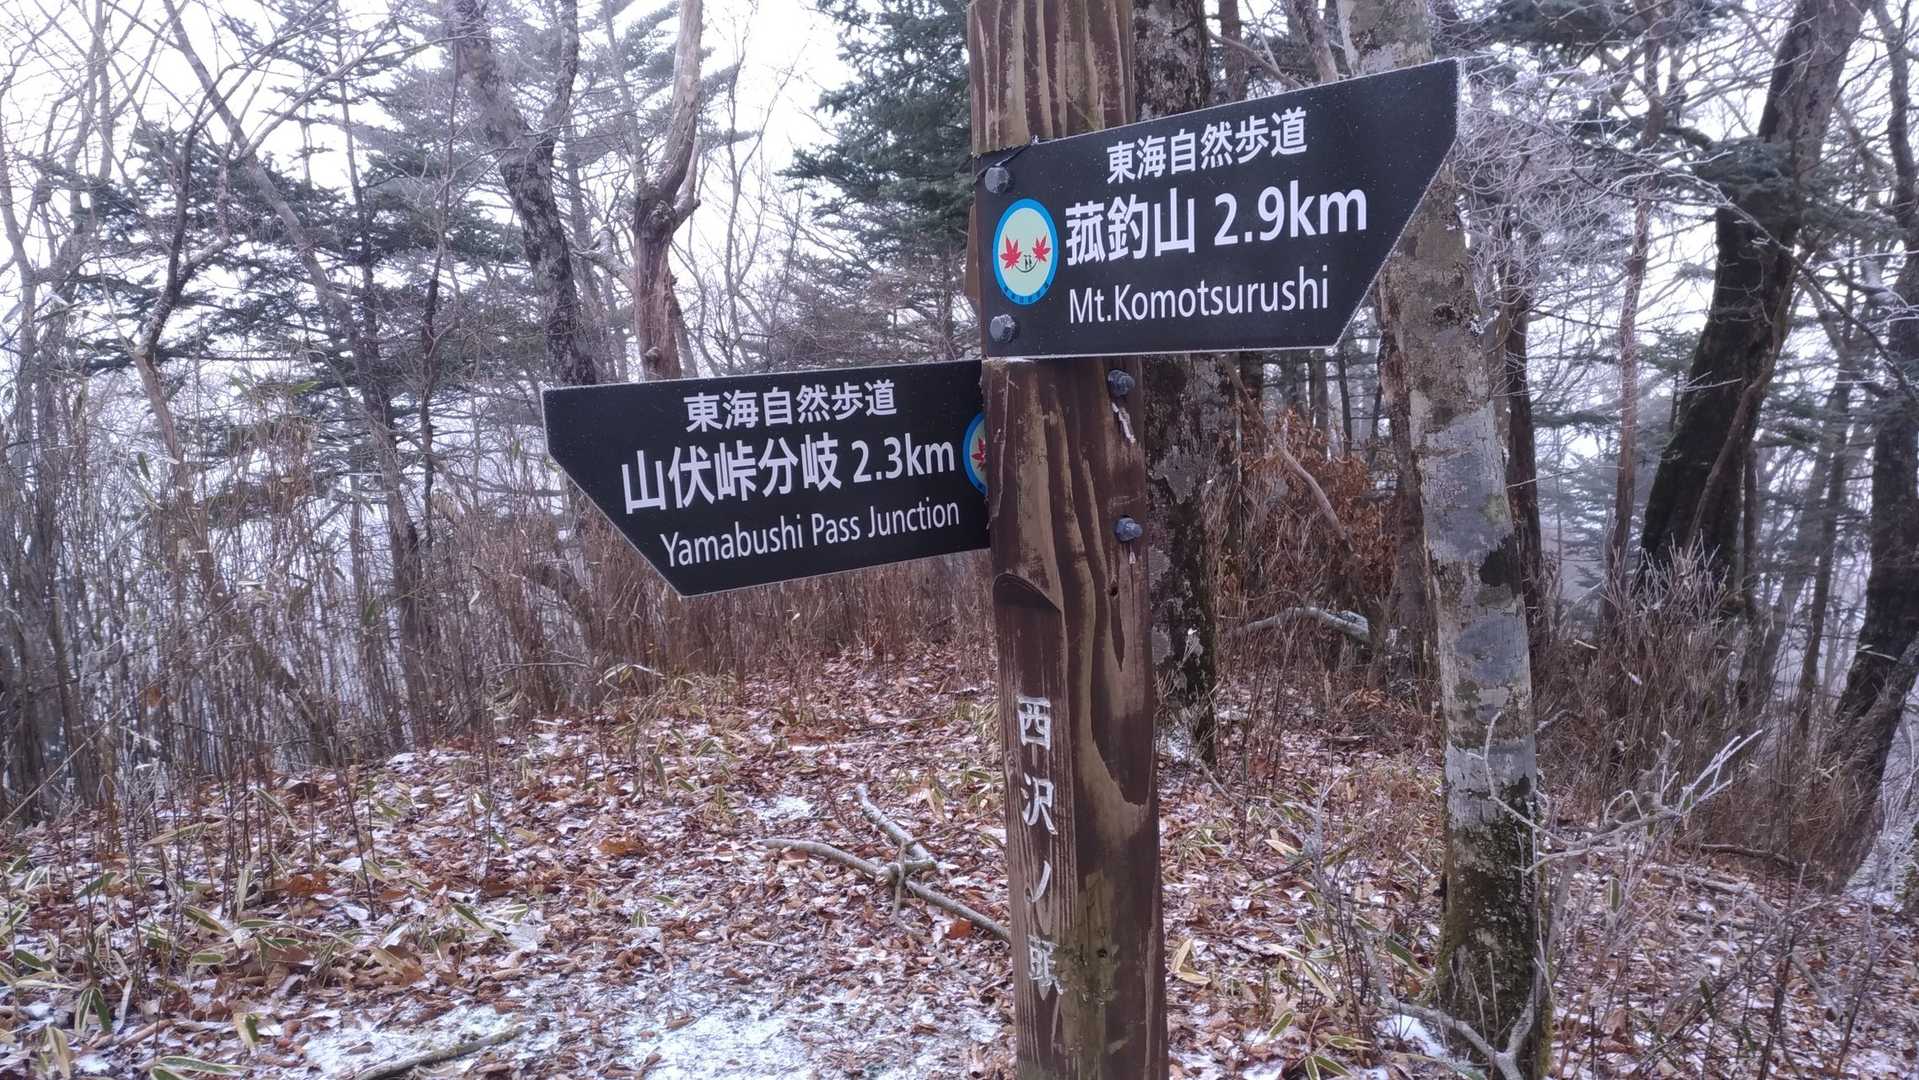 東海自然歩道
菰釣山 2.9km
Mt.Komotsurushi
東海自然歩道
山伏峠分岐 2.3km
Yamabushi Pass Junction
西沢ノ頭